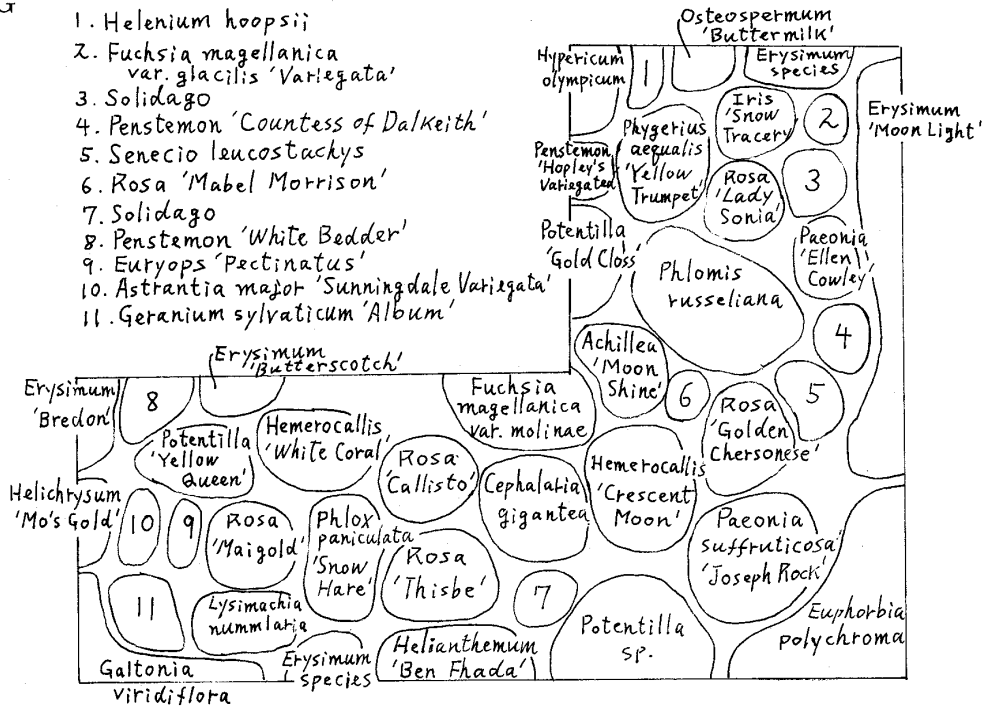 1. Helenium hoopsii
2. Fuchsia magellanica
var. glacilis 'Variegata'
3. Solidago
4. Penstemon 'Countess of Dalkeith'
5. Senecio leucostachys
6. Rosa 'Mabel Morrison'
7. Solidago
8. Penstemon 'White Bedder'
9. Euryops 'Pectinatus'
10. Astrantia major 'Sunningdale Variegata'
11. Geranium sylvaticum 'Album'
Osteospermum
'Buttermilk'
Hypericum
olympicum
1
Erysimum
species
Iris
'Snow
Tracery'
2
Erysimum
'Moon Light'
Phygerius
aequalis
'Yellow
Trumpet'
Penstemon
'Hopley's
Variegated'
Rosa
'Lady
Sonia'
3
Potentilla
'Gold Closs'
Paeonia
'Ellen
Cowley'
Phlomis
russeliana
4
Achillea
'Moon
Shine'
6
5
Rosa
'Golden
Chersonese'
Erysimum
'Butterscotch'
Erysimum
'Bredon'
8
Fuchsia
magellanica
var. molinae
Hemerocallis
'White Coral'
Potentilla
'Yellow
Queen'
Rosa
'Callisto'
Cephalaria
gigantea
Hemerocallis
'Crescent
Moon'
Helichrysum
'Mo's Gold'
10
9
Rosa
'Maigold'
Phlox
paniculata
'Snow
Hare'
Rosa
'Thisbe'
Paeonia
suffruticosa
'Joseph Rock'
11
Lysimachia
nummlaria
7
Potentilla
sp.
Euphorbia
polychroma
Galtonia
viridiflora
Erysimum
species
Helianthemum
'Ben Fhada'